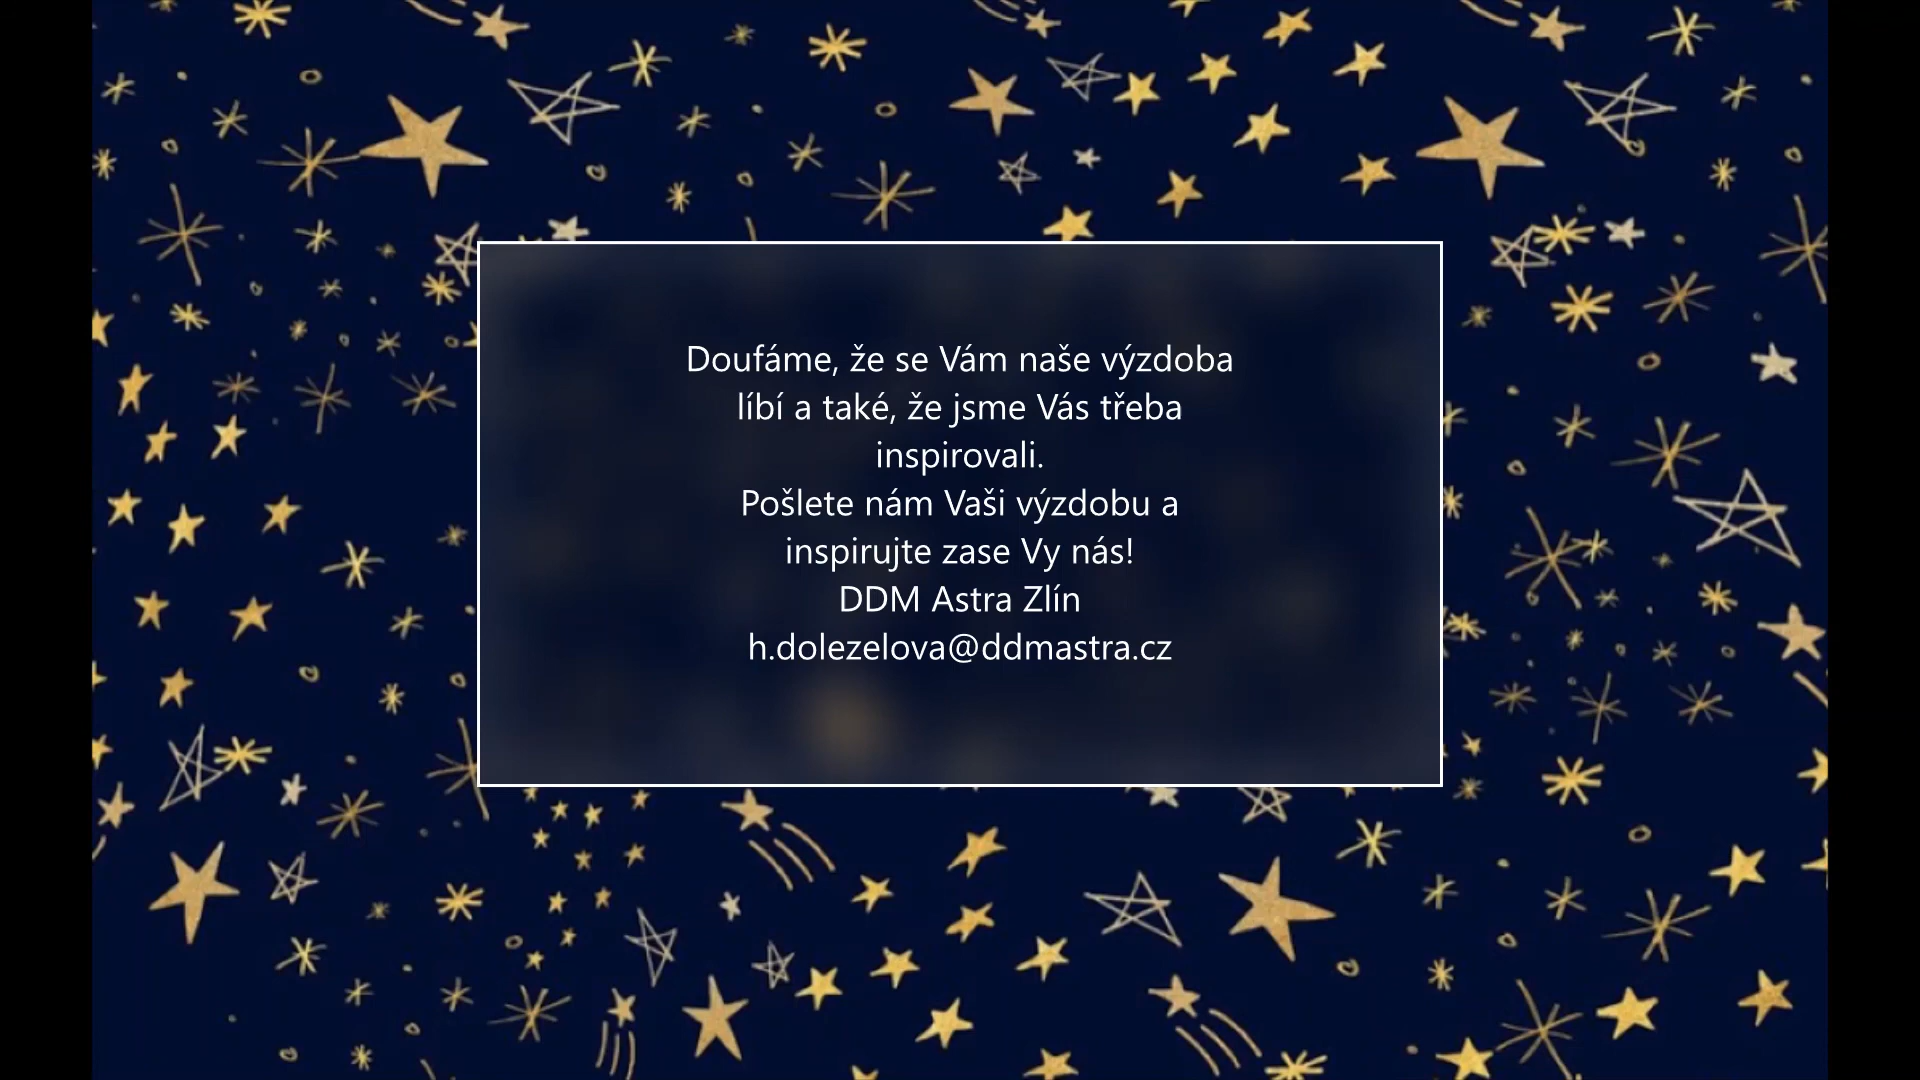 Doufáme, že se Vám naše výzdoba
líbí a také, že jsme Vás třeba
inspirovali.
Pošlete nám Vaši výzdobu a
inspirujte zase Vy nás!
DDM Astra Zlín
h.dolezelova@ddmastra.cz